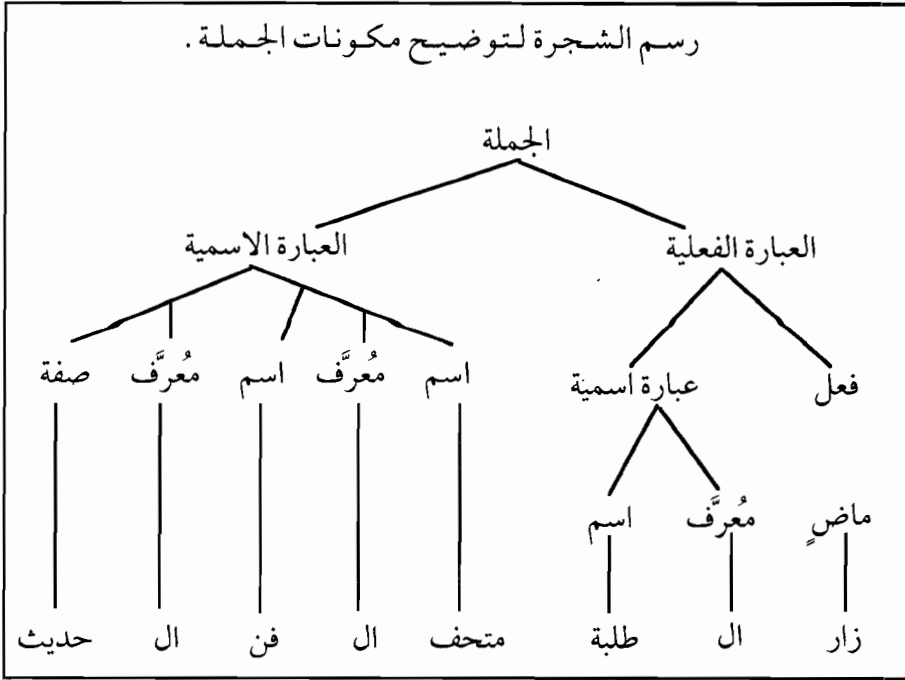 رسم الشجرة لتوضيح مكونات الجملة.
الجملة
العبارة الفعلية العبارة الاسمية
فعل عبارة اسمية اسم مُعرَّف اسم مُعرَّف صفة
ماضٍ مُعرَّف اسم
زار ال طلبة متحف ال فن ال حديث